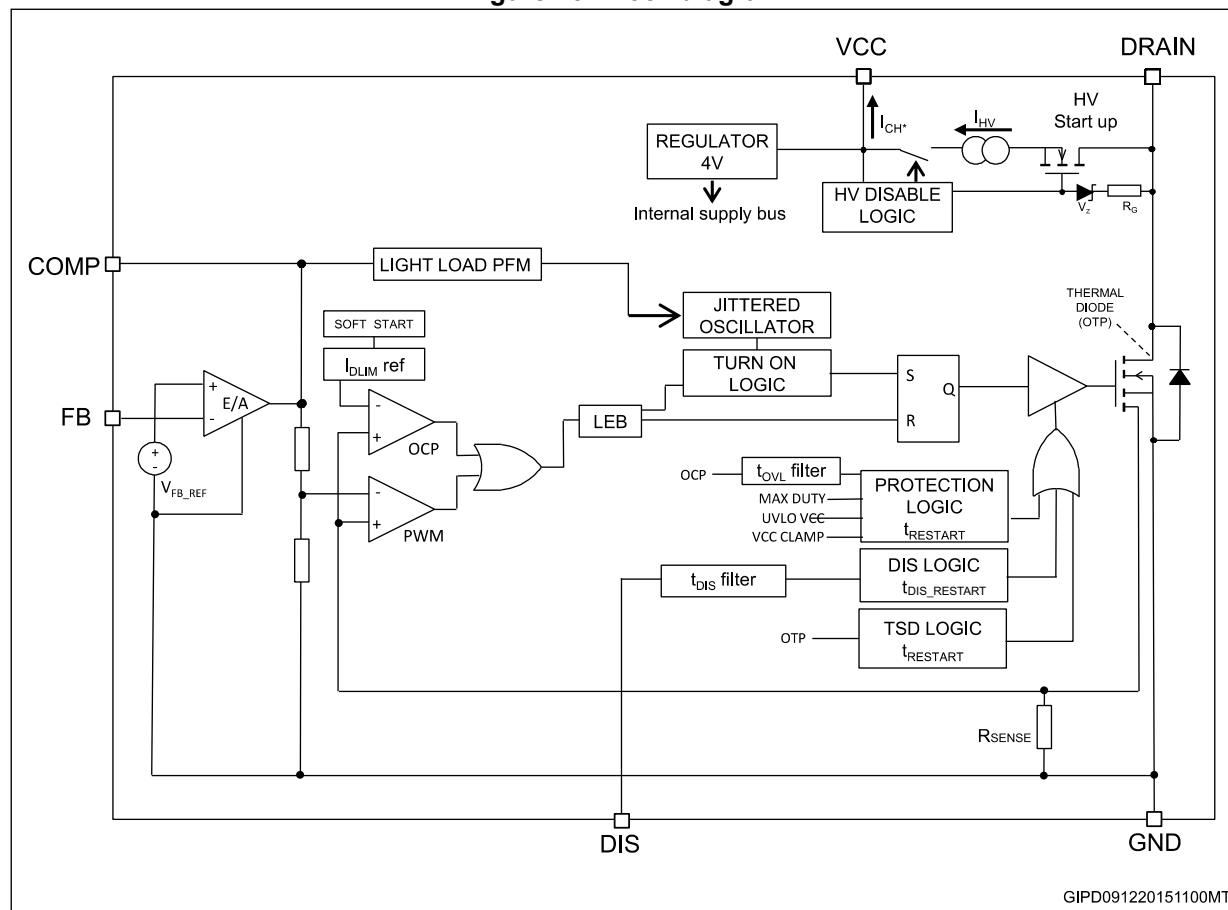 VCC
DRAIN
HV
Start up
I_CH*
I_HV
REGULATOR
4V
HV DISABLE
LOGIC
V_Z
R_G
Internal supply bus
COMP
LIGHT LOAD PFM
JITTERED
OSCILLATOR
THERMAL
DIODE
(OTP)
SOFT START
I_DLIM ref
TURN ON
LOGIC
S
Q
R
FB
+
E/A
-
-
+
OCP
LEB
+
-
V_FB_REF
-
+
PWM
OCP
t_OVL filter
MAX DUTY
UVLO VCC
VCC CLAMP
PROTECTION
LOGIC
t_RESTART
t_DIS filter
DIS LOGIC
t_DIS_RESTART
OTP
TSD LOGIC
t_RESTART
R_SENSE
DIS
GND
GIPD091220151100MT